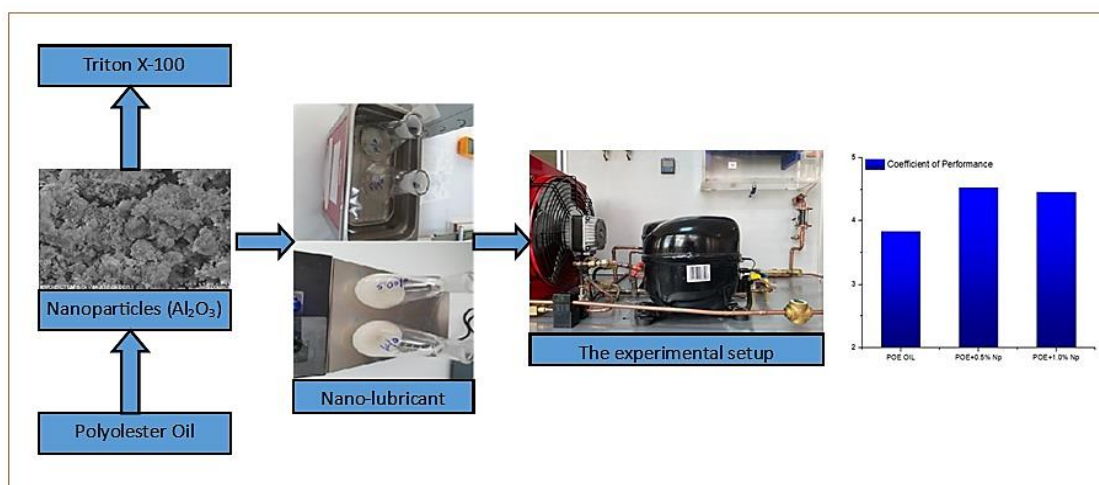 Triton X-100
Nanoparticles (Al₂O₃)
Polyolester Oil
Nano-lubricant
The experimental setup
Coefficient of Performance
5
4
3
2
POE OIL
POE+0.5% Np
POE+1.0% Np